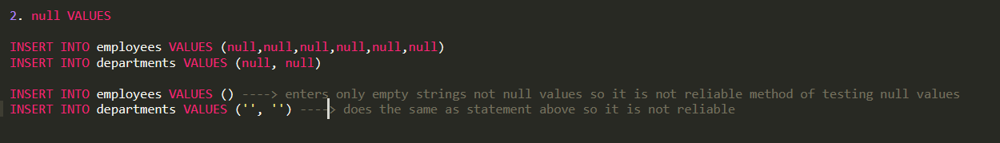 2. null VALUES
INSERT INTO employees VALUES (null,null,null,null,null,null)
INSERT INTO departments VALUES (null, null)
INSERT INTO employees VALUES () ----> enters only empty strings not null values so it is not reliable method of testing null values
INSERT INTO departments VALUES ('', '') ----> does the same as statement above so it is not reliable